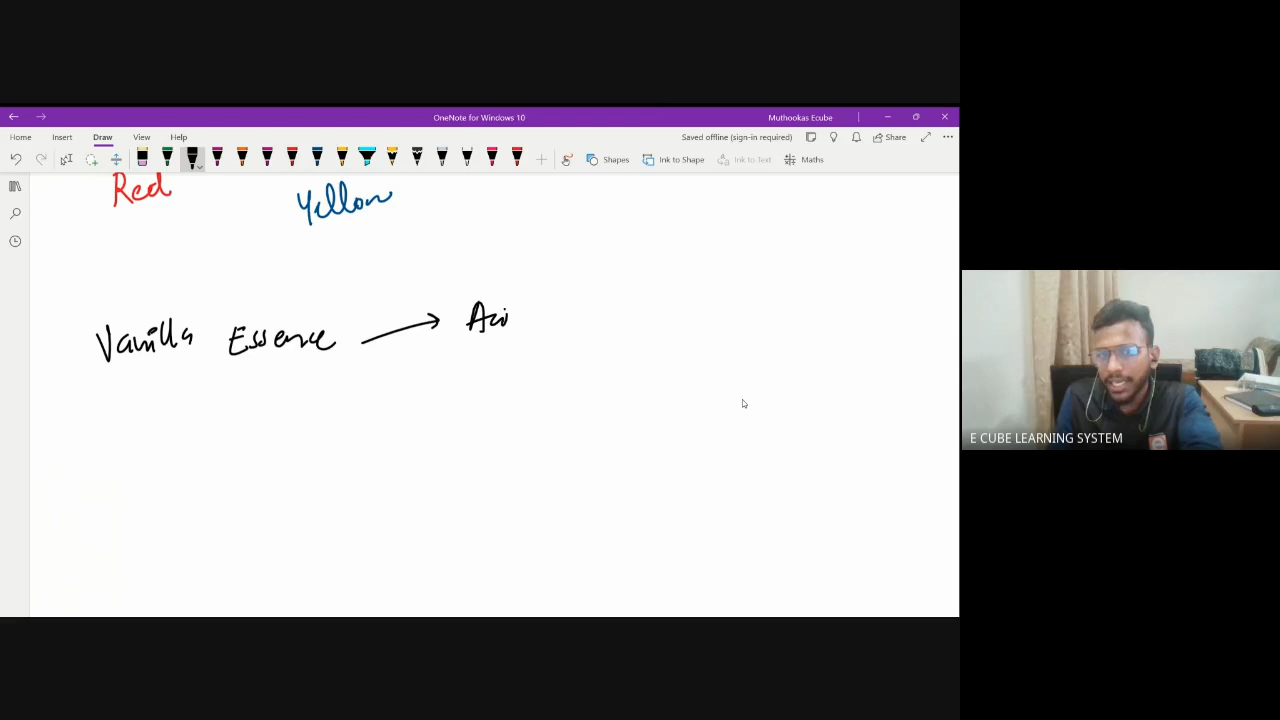 OneNote for Windows 10
Muthookas Ecube
Home Insert Draw View Help
Saved offline (sign-in required)
Share
Shapes
Ink to Shape
Ink to Text
Maths
Red Yellow
Vanilla Essence → Aci
E CUBE LEARNING SYSTEM